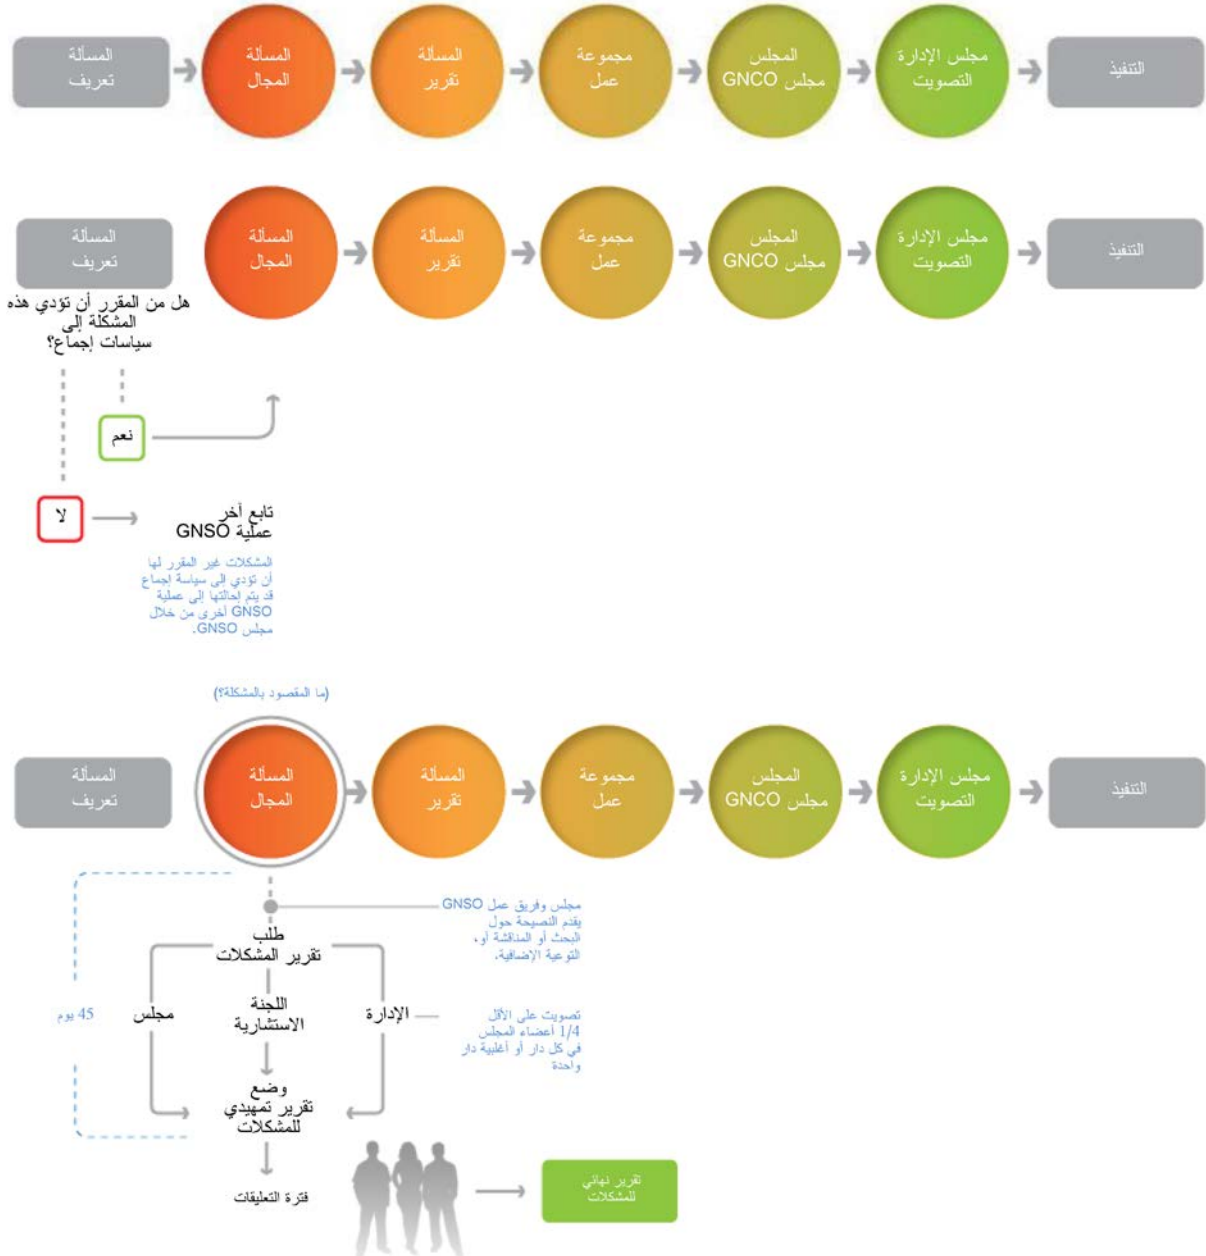 المسألة
تعريف
المسألة
المجال
المسألة
تقرير
مجموعة
عمل
المجلس
مجلس GNCO
مجلس الإدارة
التصويت
التنفيذ
المسألة
تعريف
المسألة
المجال
المسألة
تقرير
مجموعة
عمل
المجلس
مجلس GNCO
مجلس الإدارة
التصويت
التنفيذ
هل من المقرر أن تؤدي هذه
المشكلة إلى
سياسات إجماع؟
نعم
لا
تابع آخر
عملية GNSO
المشكلات غير المقرر لها
أن تؤدي إلى سياسة إجماع
قد يتم إحالتها إلى عملية
GNSO أخرى من خلال
مجلس GNSO.
(ما المقصود بالمشكلة؟)
المسألة
تعريف
المسألة
المجال
المسألة
تقرير
مجموعة
عمل
المجلس
مجلس GNCO
مجلس الإدارة
التصويت
التنفيذ
مجلس وفريق عمل GNSO
يقدم النصيحة حول
البحث أو المناقشة أو،
التوعية الإضافية.
طلب
تقرير المشكلات
45 يوم
مجلس
اللجنة
الاستشارية
الإدارة
تصويت على الأقل
1/4 أعضاء المجلس
في كل دار أو أغلبية دار
واحدة
وضع
تقرير تمهيدي
للمشكلات
فترة التعليقات
تقرير نهائي
للمشكلات